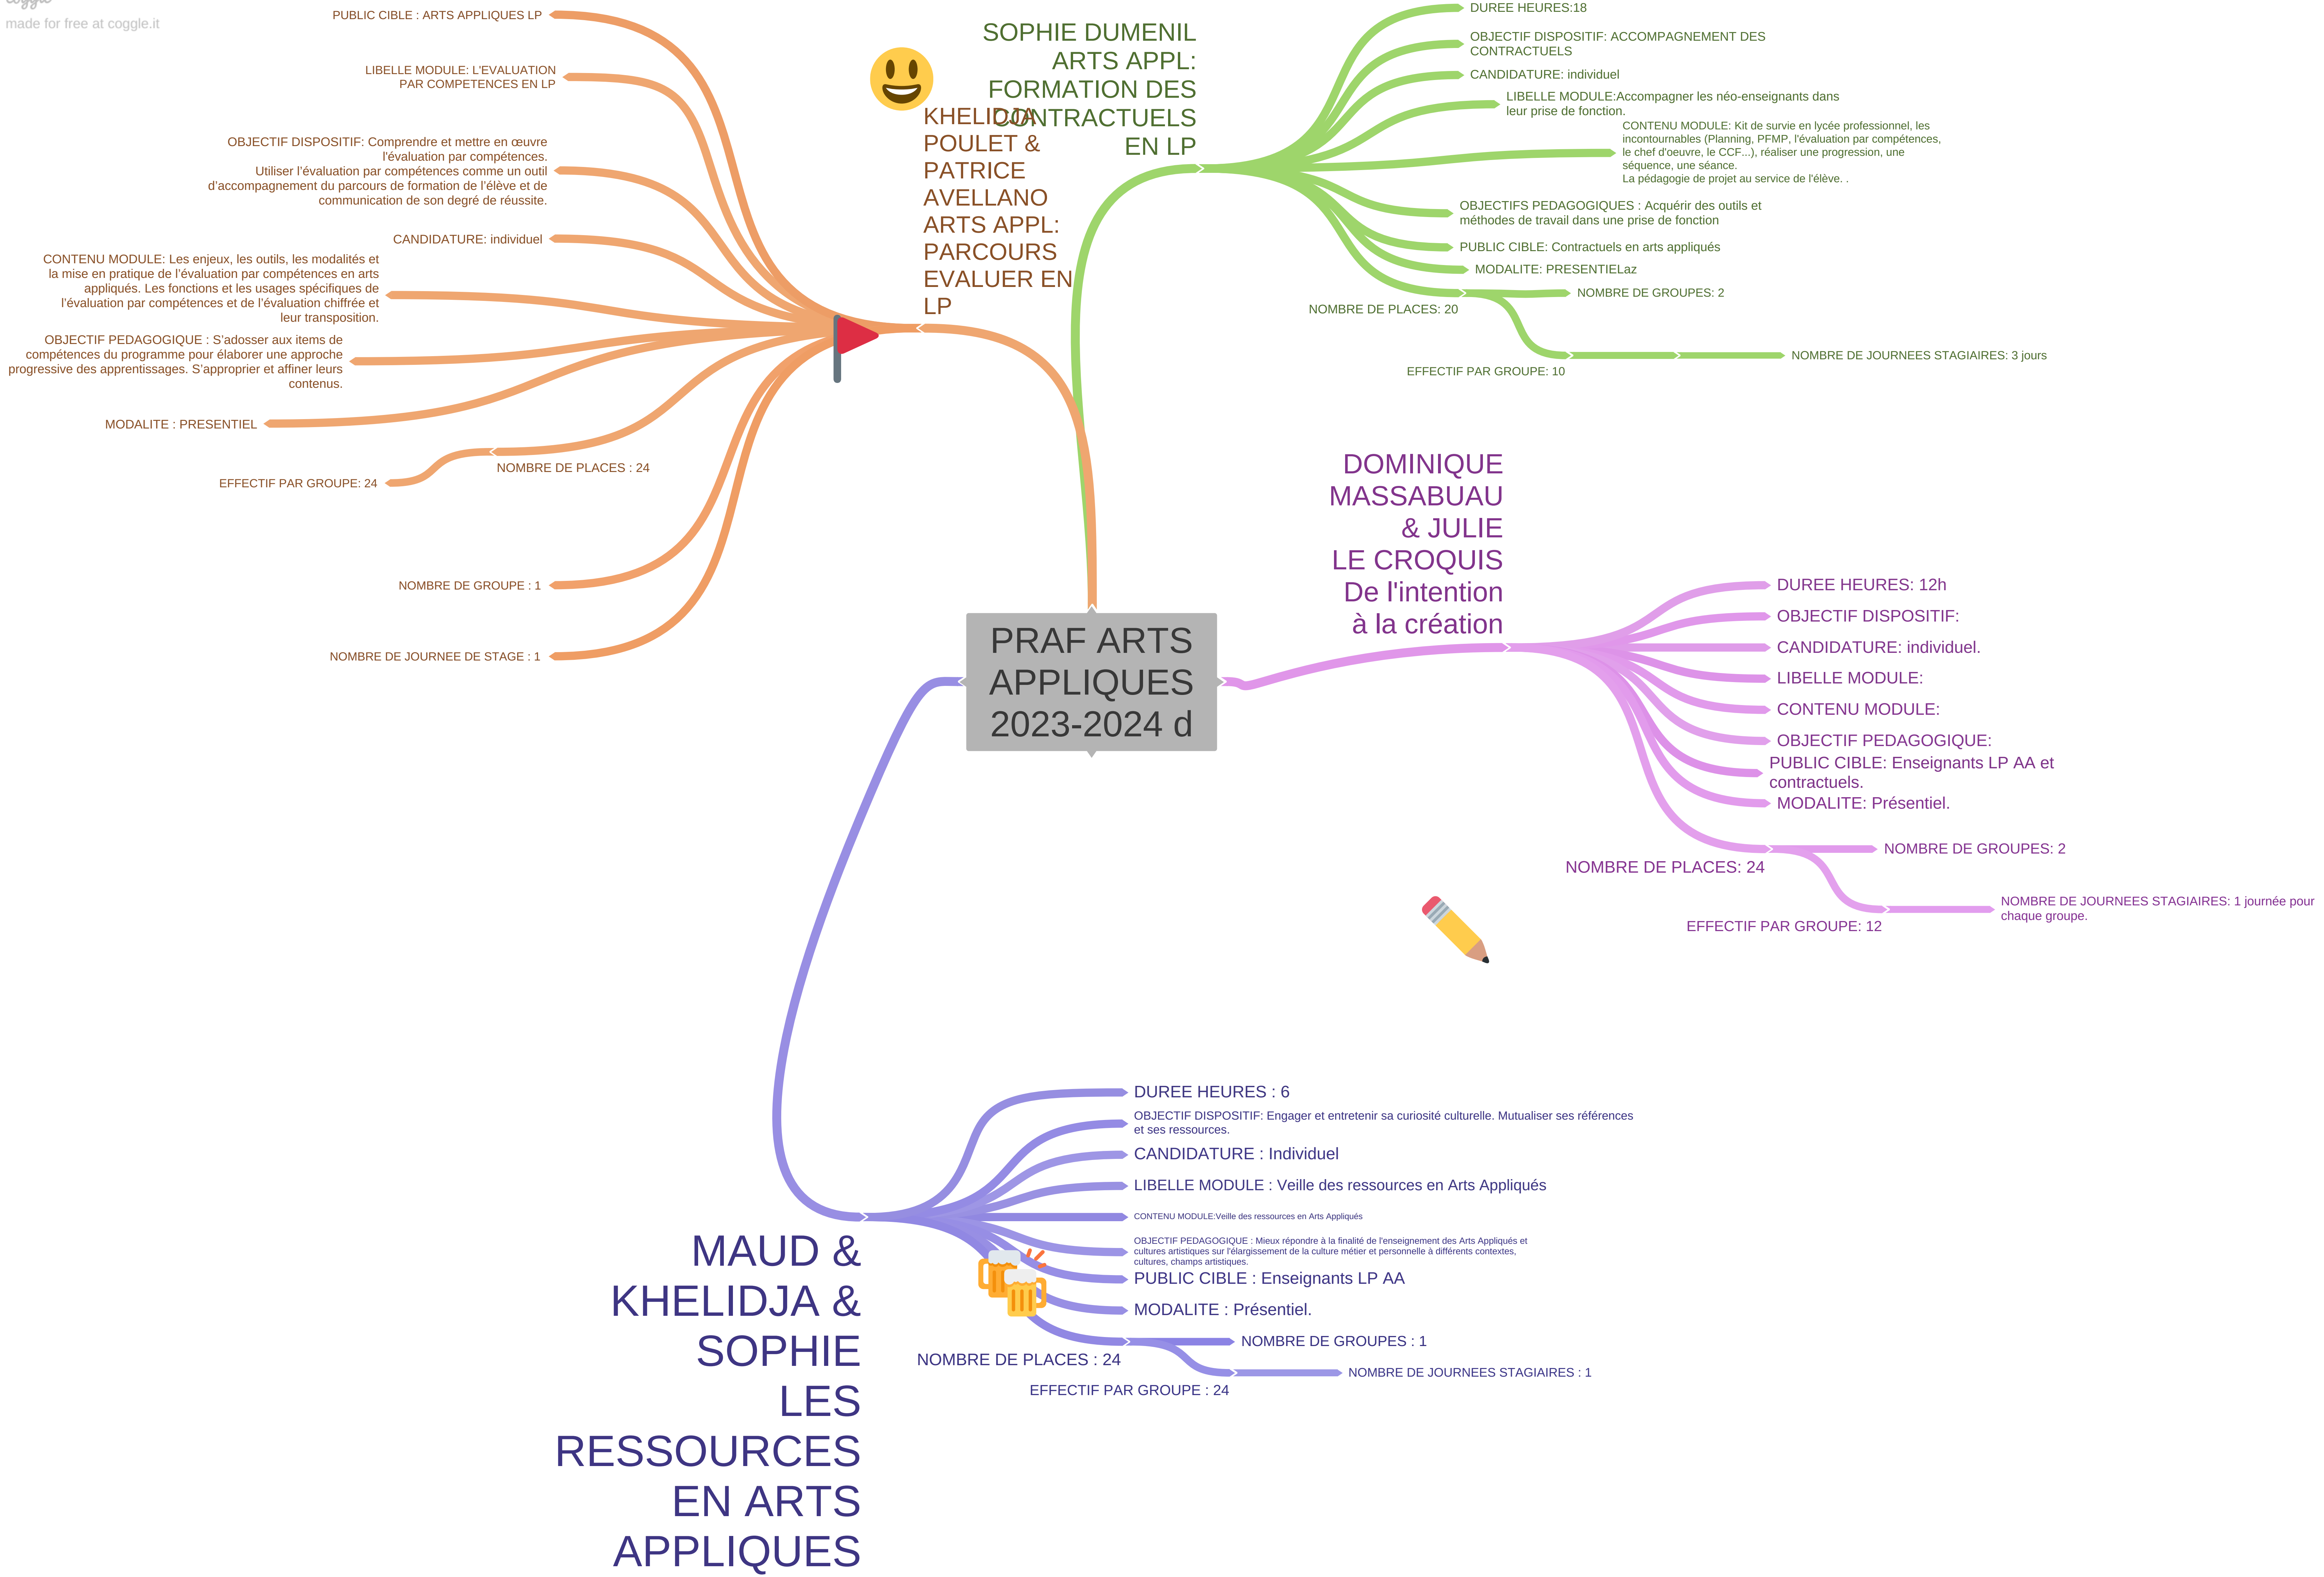 coggle
made for free at coggle.it
PUBLIC CIBLE : ARTS APPLIQUES LP
LIBELLE MODULE: L'EVALUATION
PAR COMPETENCES EN LP
OBJECTIF DISPOSITIF: Comprendre et mettre en œuvre
l'évaluation par compétences.
Utiliser l’évaluation par compétences comme un outil
d’accompagnement du parcours de formation de l’élève et de
communication de son degré de réussite.
CANDIDATURE: individuel
CONTENU MODULE: Les enjeux, les outils, les modalités et
la mise en pratique de l’évaluation par compétences en arts
appliqués. Les fonctions et les usages spécifiques de
l’évaluation par compétences et de l’évaluation chiffrée et
leur transposition.
OBJECTIF PEDAGOGIQUE : S’adosser aux items de
compétences du programme pour élaborer une approche
progressive des apprentissages. S’approprier et affiner leurs
contenus.
MODALITE : PRESENTIEL
NOMBRE DE PLACES : 24
EFFECTIF PAR GROUPE: 24
NOMBRE DE GROUPE : 1
NOMBRE DE JOURNEE DE STAGE : 1
KHELIDJA
POULET &
PATRICE
AVELLANO
ARTS APPL:
PARCOURS
EVALUER EN
LP
SOPHIE DUMENIL
ARTS APPL:
FORMATION DES
CONTRACTUELS
EN LP
DUREE HEURES:18
OBJECTIF DISPOSITIF: ACCOMPAGNEMENT DES
CONTRACTUELS
CANDIDATURE: individuel
LIBELLE MODULE:Accompagner les néo-enseignants dans
leur prise de fonction.
CONTENU MODULE: Kit de survie en lycée professionnel, les
incontournables (Planning, PFMP, l'évaluation par compétences,
le chef d'oeuvre, le CCF...), réaliser une progression, une
séquence, une séance.
La pédagogie de projet au service de l'élève. .
OBJECTIFS PEDAGOGIQUES : Acquérir des outils et
méthodes de travail dans une prise de fonction
PUBLIC CIBLE: Contractuels en arts appliqués
MODALITE: PRESENTIELaz
NOMBRE DE PLACES: 20
NOMBRE DE GROUPES: 2
EFFECTIF PAR GROUPE: 10
NOMBRE DE JOURNEES STAGIAIRES: 3 jours
DOMINIQUE
MASSABUAU
& JULIE
LE CROQUIS
De l'intention
à la création
DUREE HEURES: 12h
OBJECTIF DISPOSITIF:
CANDIDATURE: individuel.
LIBELLE MODULE:
CONTENU MODULE:
OBJECTIF PEDAGOGIQUE:
PUBLIC CIBLE: Enseignants LP AA et
contractuels.
MODALITE: Présentiel.
NOMBRE DE PLACES: 24
NOMBRE DE GROUPES: 2
EFFECTIF PAR GROUPE: 12
NOMBRE DE JOURNEES STAGIAIRES: 1 journée pour
chaque groupe.
PRAF ARTS
APPLIQUES
2023-2024 d
MAUD &
KHELIDJA &
SOPHIE
LES
RESSOURCES
EN ARTS
APPLIQUES
DUREE HEURES : 6
OBJECTIF DISPOSITIF: Engager et entretenir sa curiosité culturelle. Mutualiser ses références
et ses ressources.
CANDIDATURE : Individuel
LIBELLE MODULE : Veille des ressources en Arts Appliqués
CONTENU MODULE:Veille des ressources en Arts Appliqués
OBJECTIF PEDAGOGIQUE : Mieux répondre à la finalité de l'enseignement des Arts Appliqués et
cultures artistiques sur l'élargissement de la culture métier et personnelle à différents contextes,
cultures, champs artistiques.
PUBLIC CIBLE : Enseignants LP AA
MODALITE : Présentiel.
NOMBRE DE PLACES : 24
NOMBRE DE GROUPES : 1
EFFECTIF PAR GROUPE : 24
NOMBRE DE JOURNEES STAGIAIRES : 1